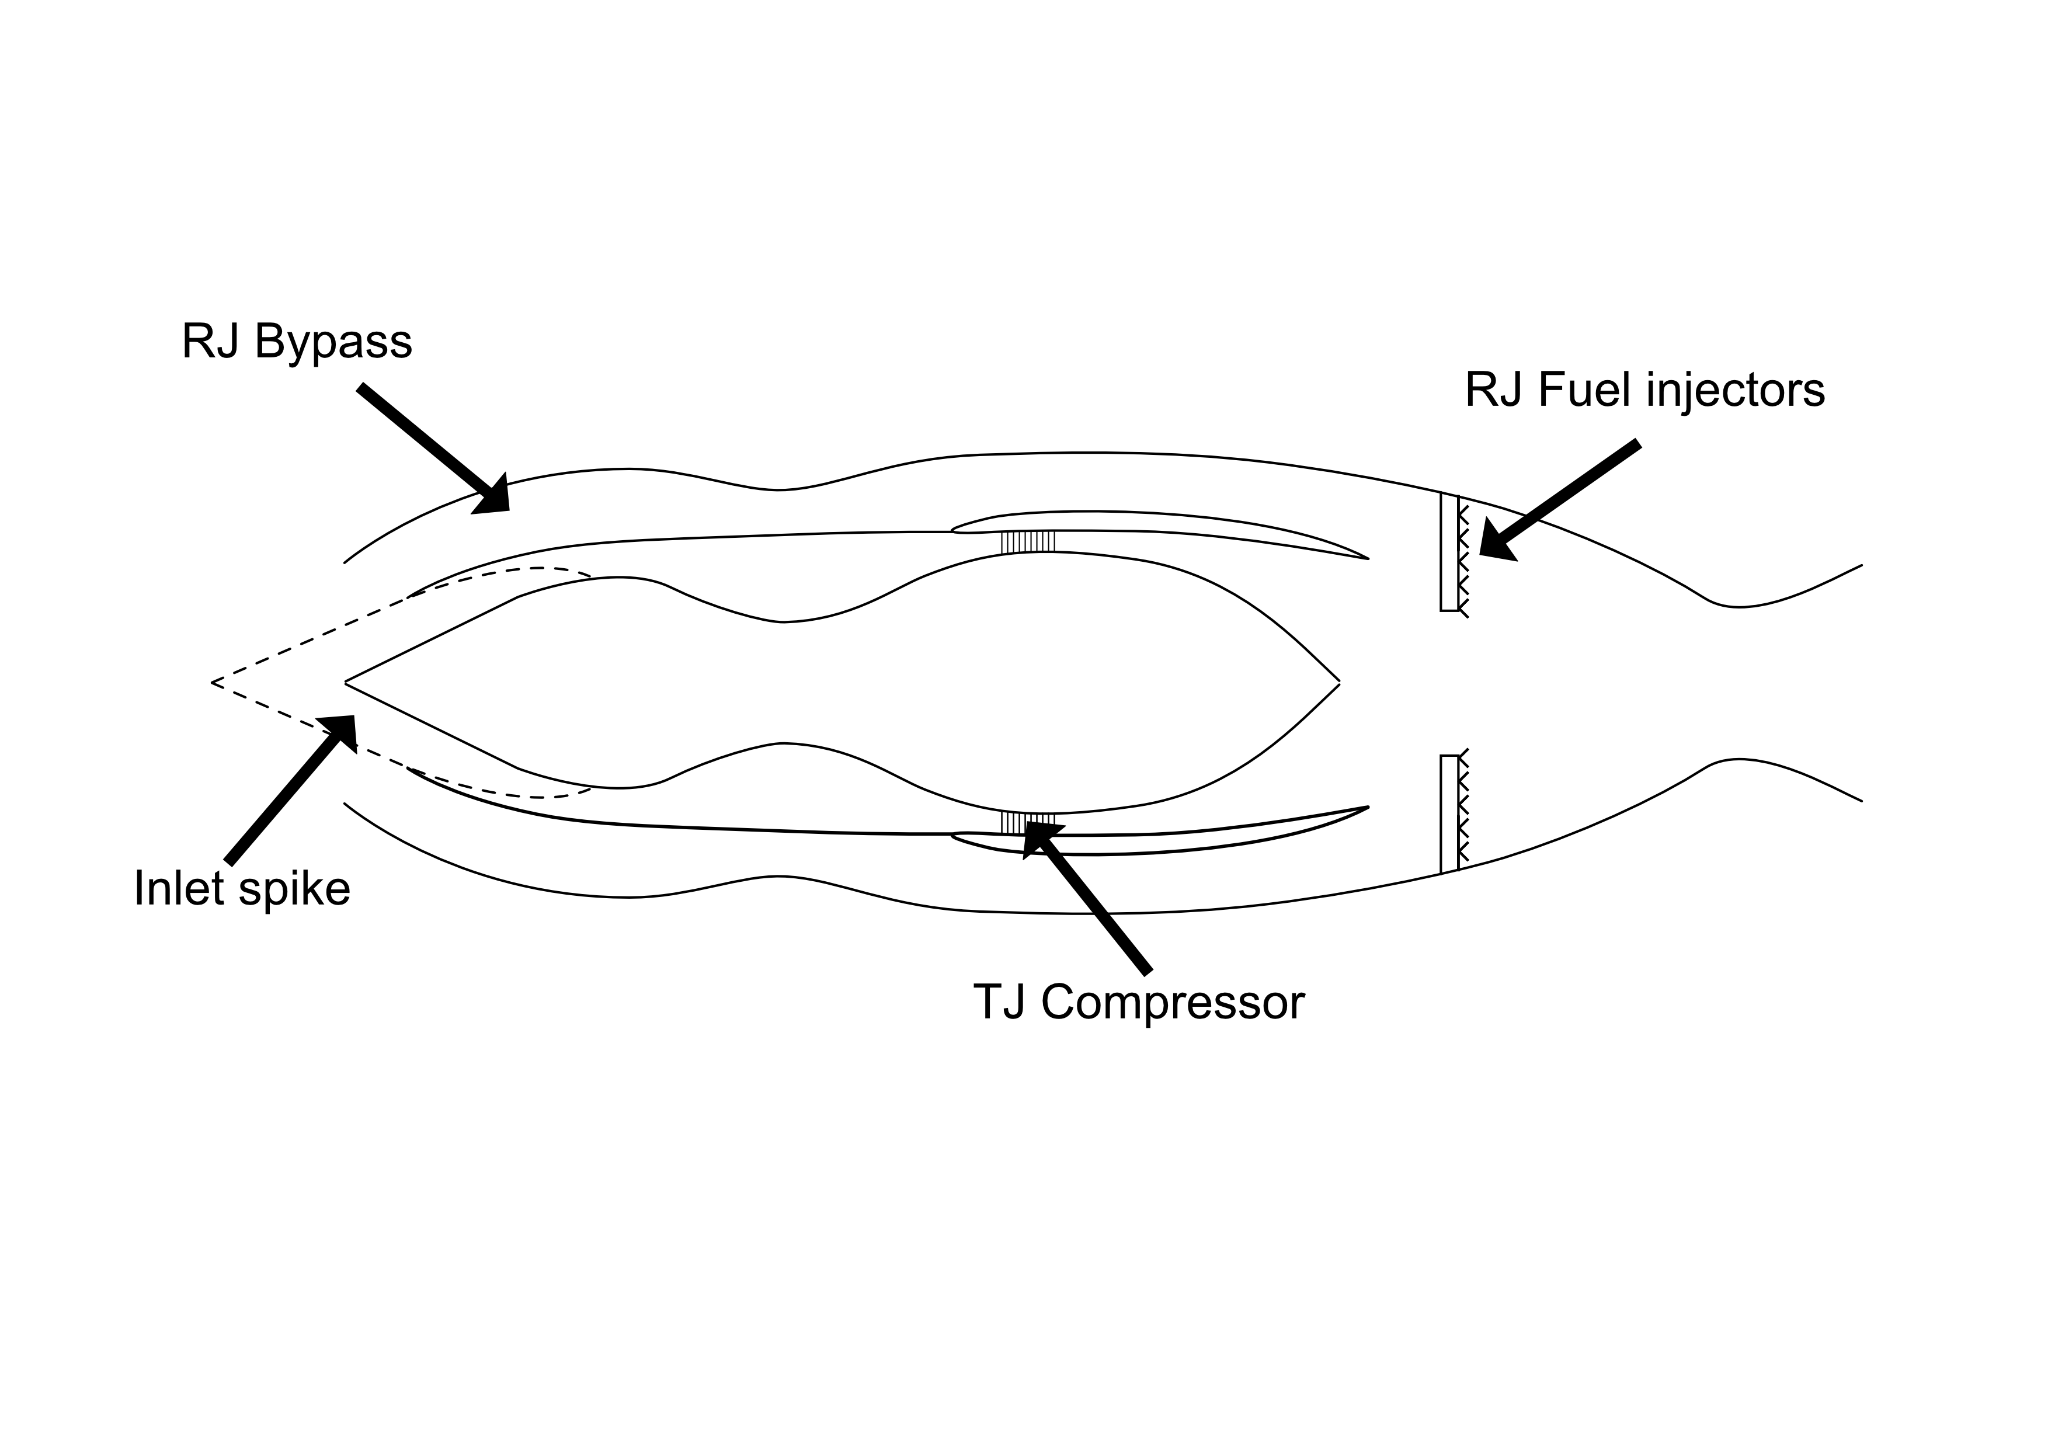 RJ Bypass
RJ Fuel injectors
Inlet spike
TJ Compressor